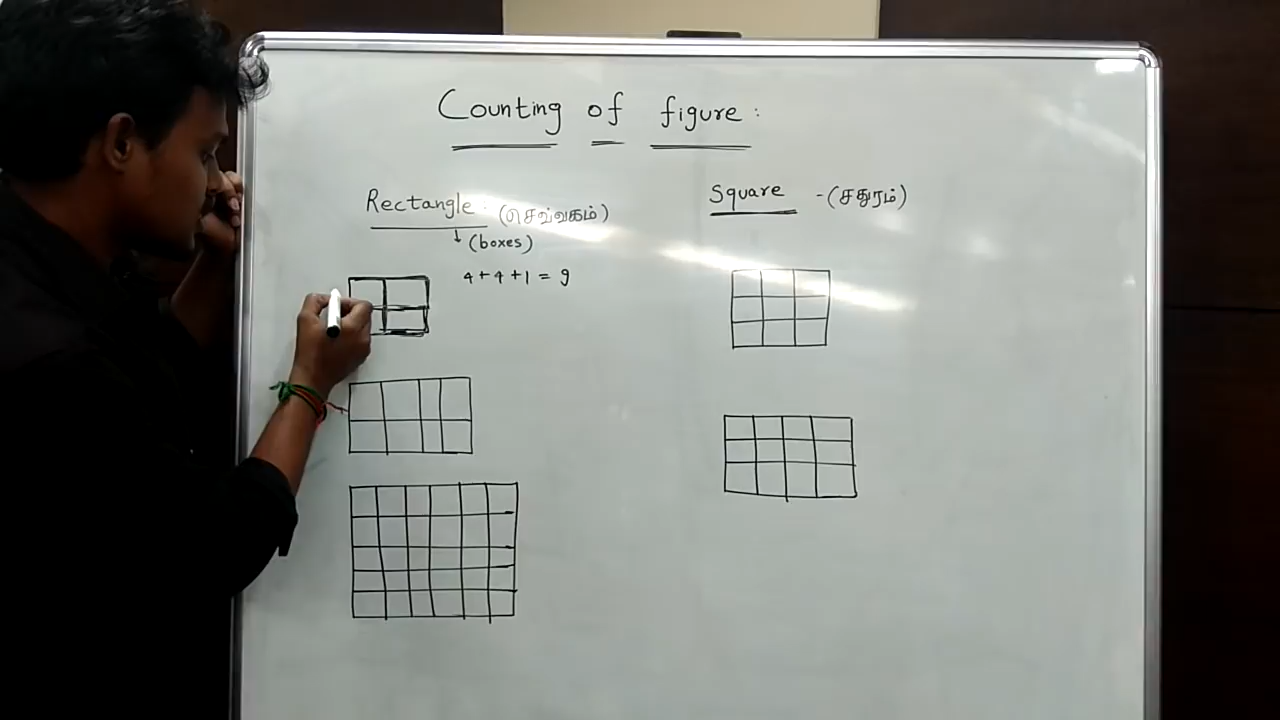 Counting of figure:
Rectangle: (செவ்வகம்)
↓ (boxes)
4+4+1 = 9
Square - (சதுரம்)